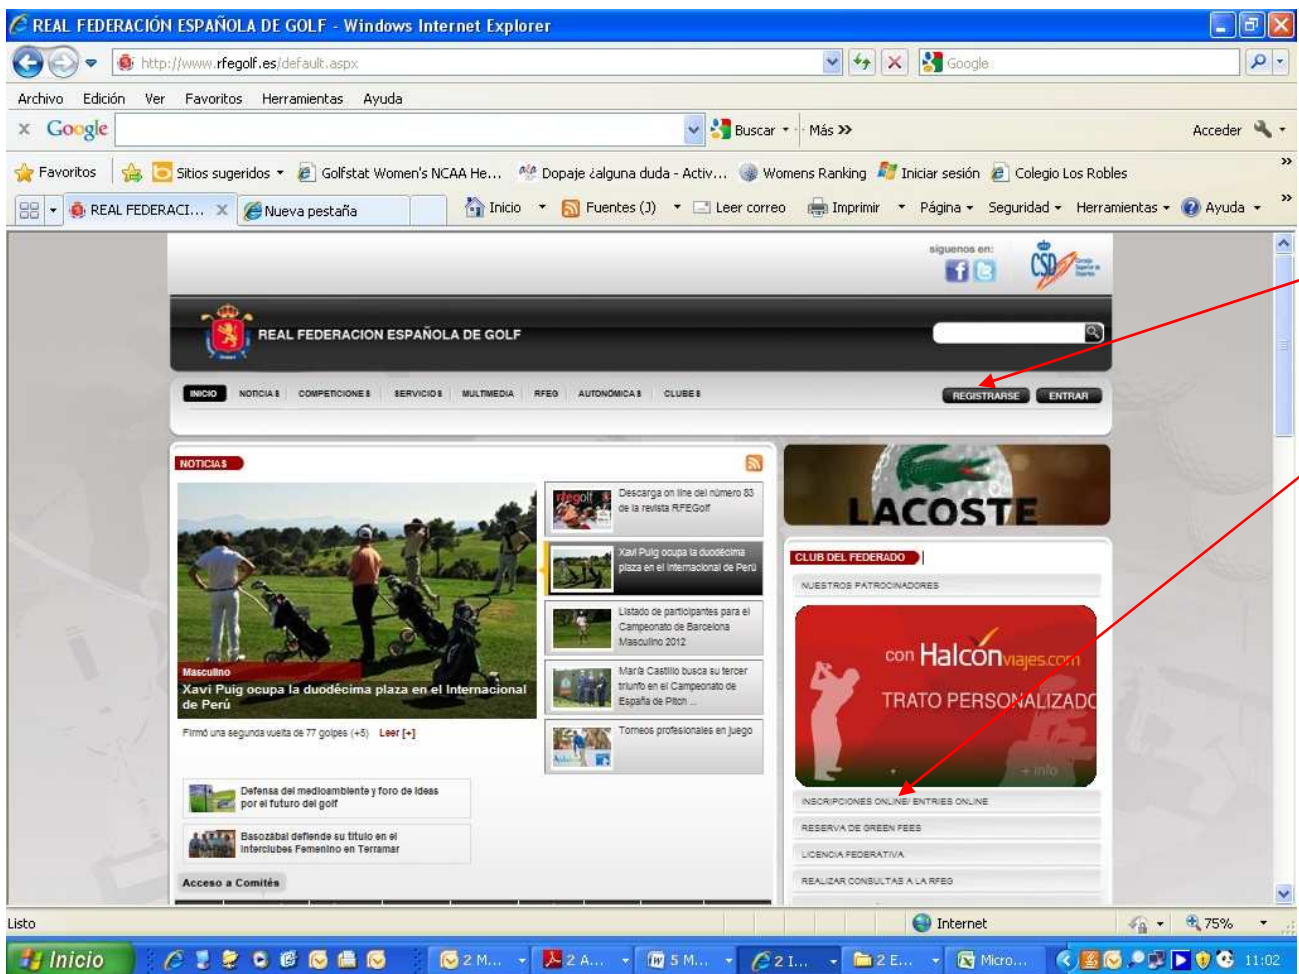 REAL FEDERACIÓN ESPAÑOLA DE GOLF - Windows Internet Explorer
http://www.rfegolf.es/default.aspx
Google
Archivo Edición Ver Favoritos Herramientas Ayuda
x Google Buscar Más >> Acceder
Favoritos Sitios sugeridos Golfstat Women's NCAA He... Dopaje ¿alguna duda - Activ... Womens Ranking Iniciar sesión Colegio Los Robles
REAL FEDERACI... X Nueva pestaña Inicio Fuentes (J) Leer correo Imprimir Página Seguridad Herramientas Ayuda
síguenos en:
CSD
REAL FEDERACION ESPAÑOLA DE GOLF
INICIO NOTICIAS COMPETICIONES SERVICIOS MULTIMEDIA RFEG AUTONÓMICAS CLUBES
REGISTRARSE ENTRAR
NOTICIAS
Masculino
Xavi Puig ocupa la duodécima plaza en el Internacional
de Perú
Firmó una segunda vuelta de 77 golpes (+5) Leer [+]
Descarga on line del número 83
de la revista RFEGolf
Xavi Puig ocupa la duodécima
plaza en el Internacional de Perú
Listado de participantes para el
Campeonato de Barcelona
Masculino 2012
María Castillo busca su tercer
triunfo en el Campeonato de
España de Pitch ...
Torneos profesionales en juego
Defensa del medioambiente y foro de ideas
por el futuro del golf
Basozábal defiende su título en el
Interclubes Femenino en Terramar
Acceso a Comités
LACOSTE
CLUB DEL FEDERADO
NUESTROS PATROCINADORES
con Halcónviajes.com
TRATO PERSONALIZADO
+ info
INSCRIPCIONES ONLINE/ ENTRIES ONLINE
RESERVA DE GREEN FEES
LICENCIA FEDERATIVA
REALIZAR CONSULTAS A LA RFEG
Listo Internet 75%
Inicio 2 M... 2 A... 5 M... 2 I... 2 E... Micro... 11:02